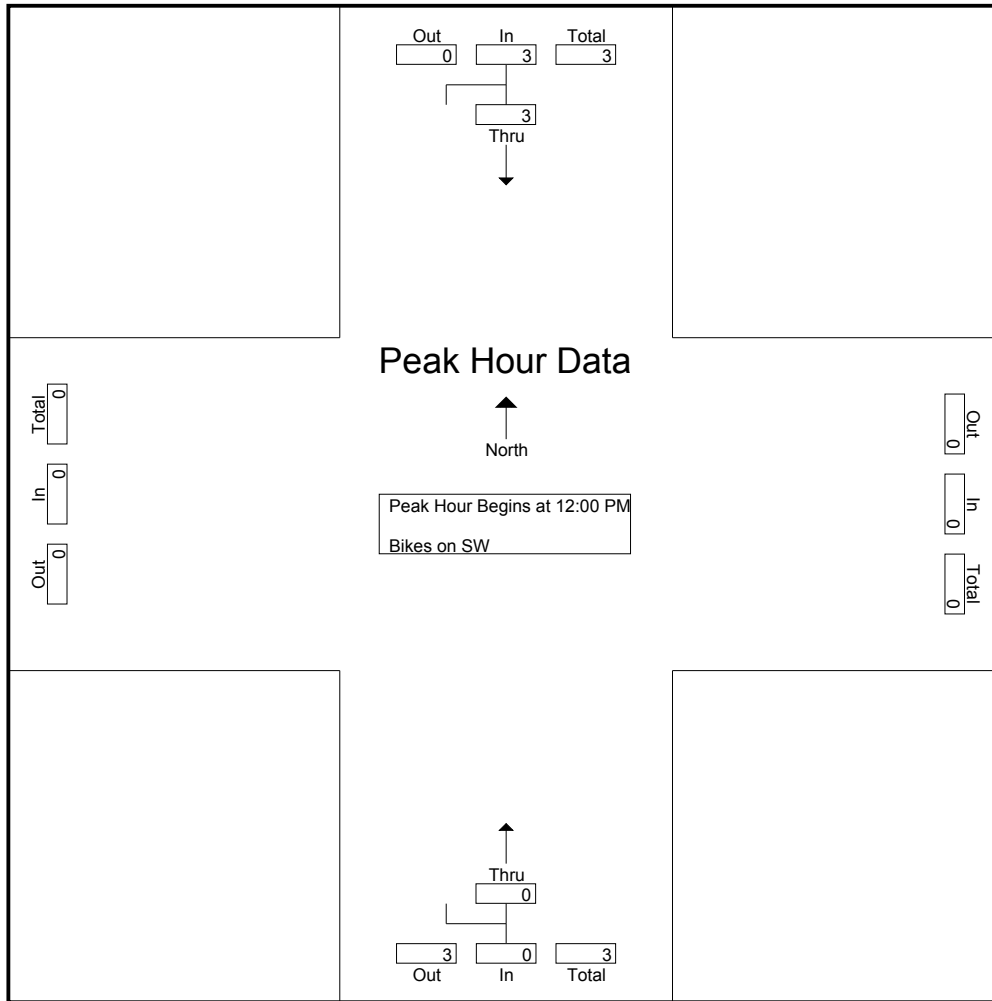 Out In Total
0 3 3
3
Thru
Peak Hour Data
North
Peak Hour Begins at 12:00 PM
Bikes on SW
Total
0
In
0
Out
0
Out
0
In
0
Total
0
Thru
0
3 0 3
Out In Total